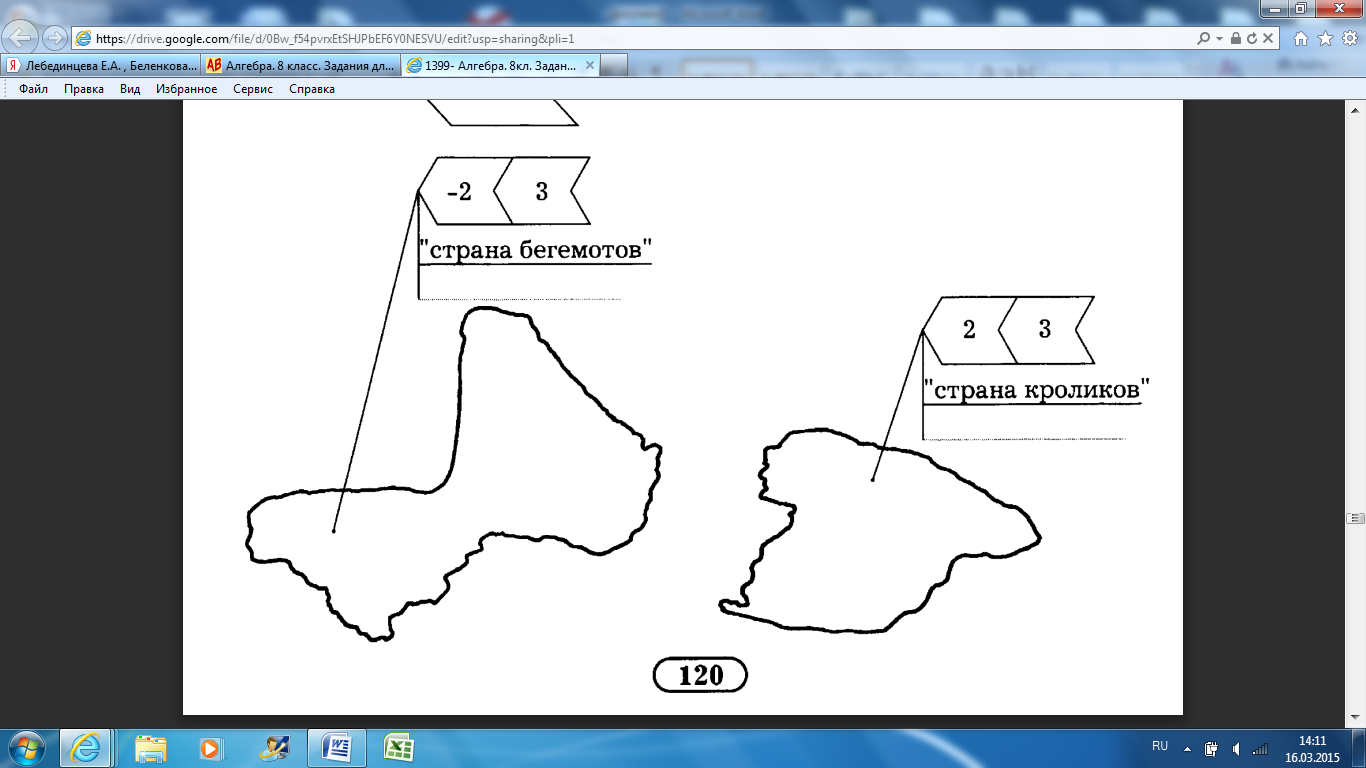 https://drive.google.com/file/d/0Bw_f54pvrxEtSHJPbEF6Y0NESVU/edit?usp=sharing&pli=1
Лебединцева Е.А. , Беленкова... Алгебра. 8 класс. Задания дл... 1399- Алгебра. 8кл. Задан...
Файл Правка Вид Избранное Сервис Справка
-2 3
"страна бегемотов"
2 3
"страна кроликов"
120
RU 14:11
16.03.2015